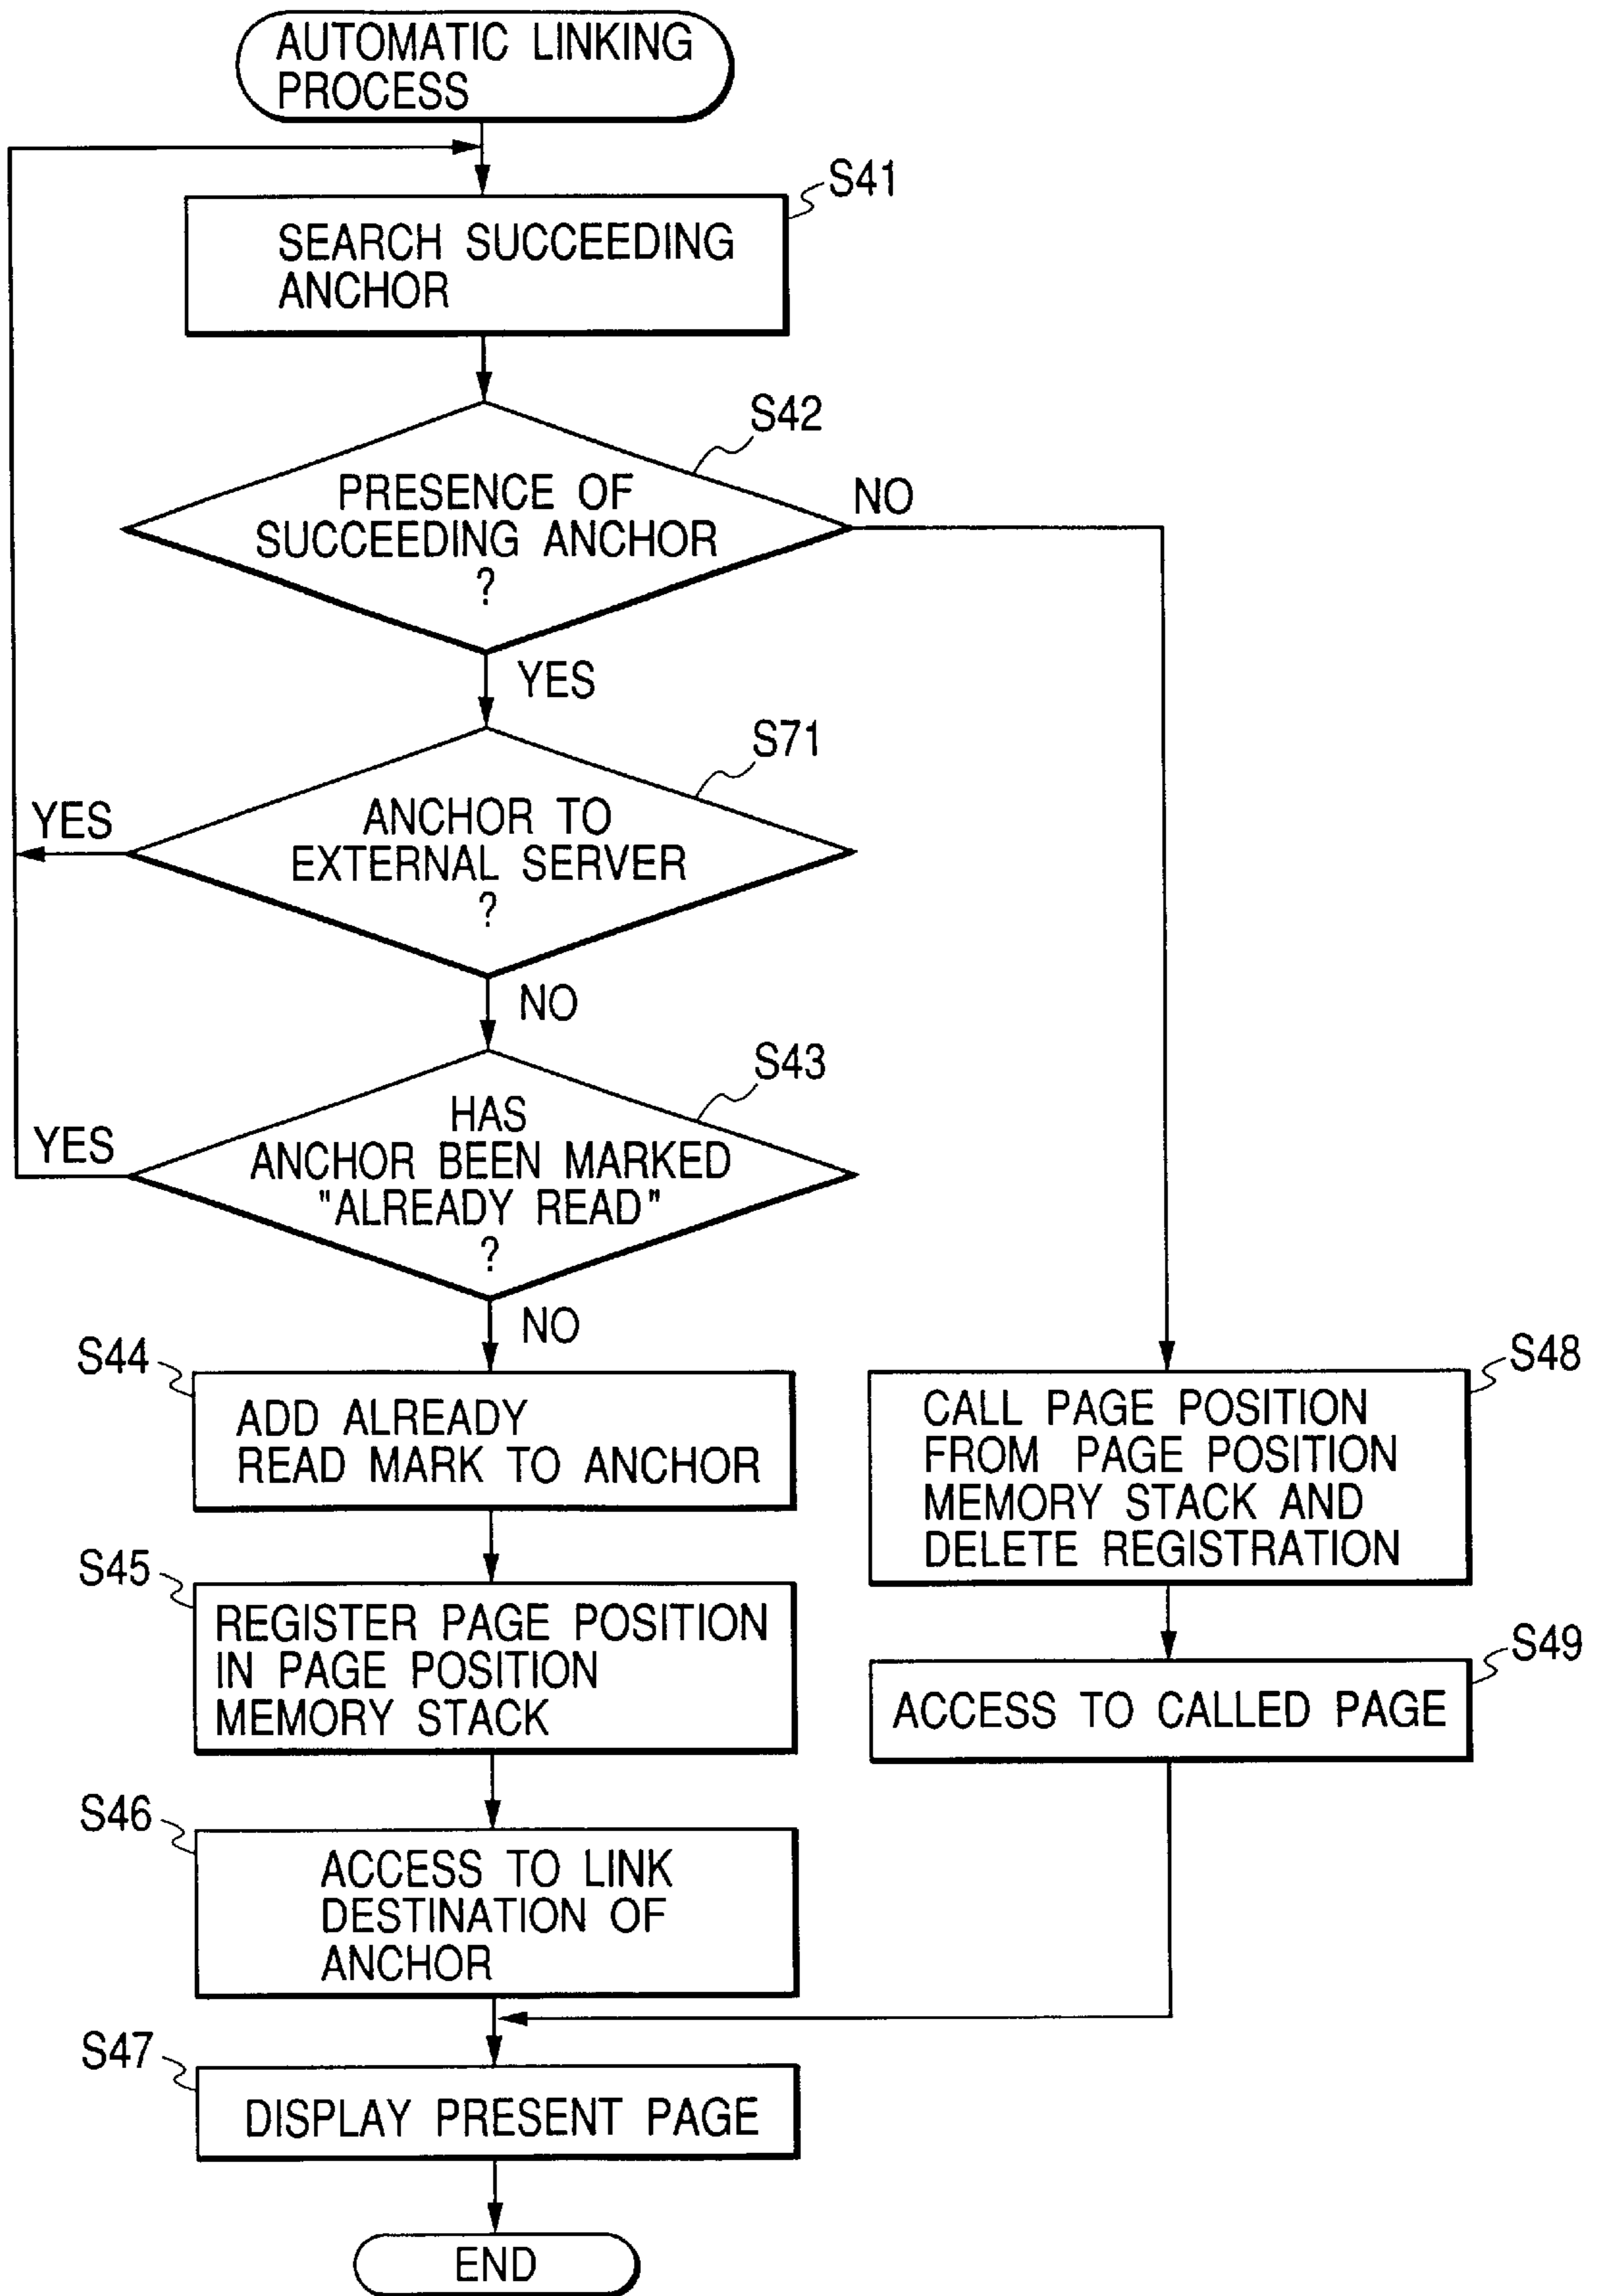 AUTOMATIC LINKING
PROCESS
S41
SEARCH SUCCEEDING
ANCHOR
S42
PRESENCE OF
SUCCEEDING ANCHOR
?
NO
YES
S71
ANCHOR TO
EXTERNAL SERVER
?
YES
NO
S43
HAS
ANCHOR BEEN MARKED
"ALREADY READ"
?
YES
NO
S44
ADD ALREADY
READ MARK TO ANCHOR
S45
REGISTER PAGE POSITION
IN PAGE POSITION
MEMORY STACK
S46
ACCESS TO LINK
DESTINATION OF
ANCHOR
S48
CALL PAGE POSITION
FROM PAGE POSITION
MEMORY STACK AND
DELETE REGISTRATION
S49
ACCESS TO CALLED PAGE
S47
DISPLAY PRESENT PAGE
END